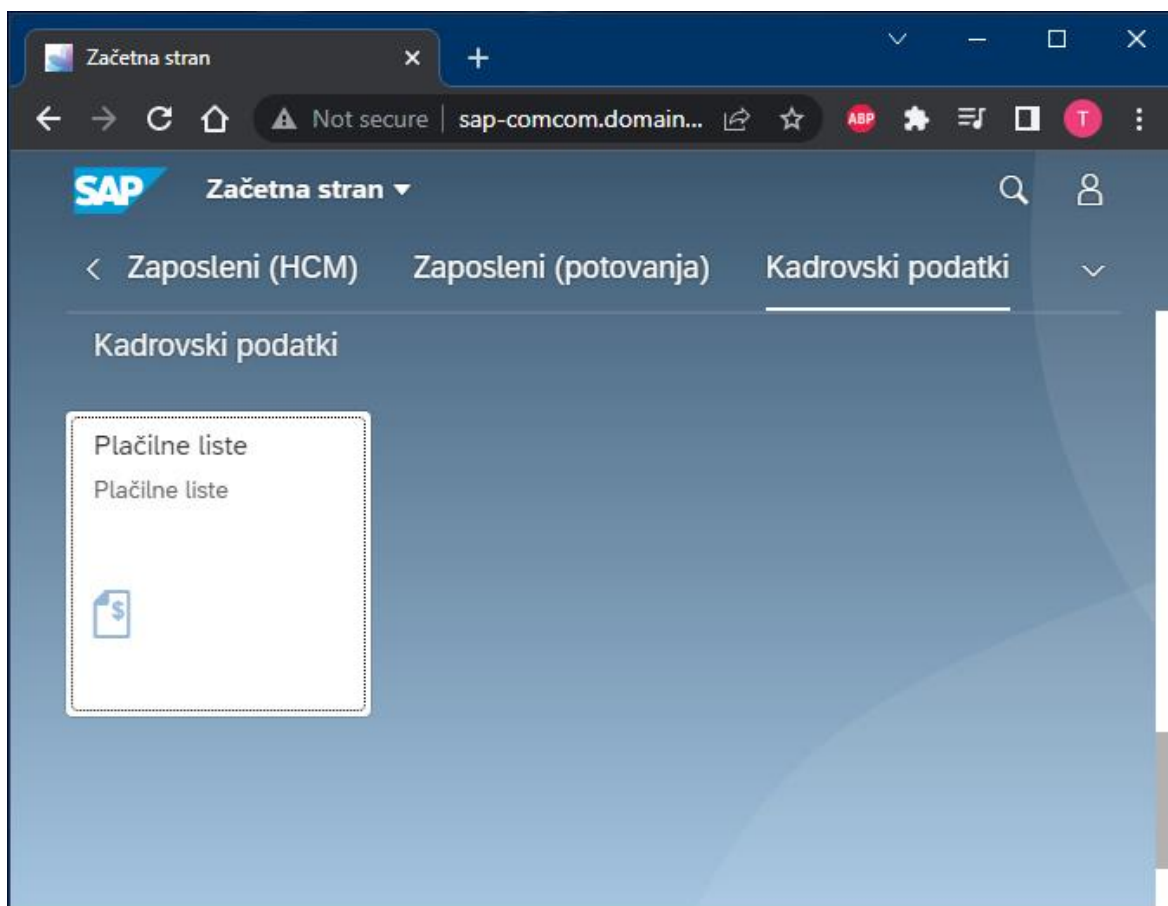 Začetna stran
Not secure | sap-comcom.domain... ABP T
SAP Začetna stran
Zaposleni (HCM) Zaposleni (potovanja) Kadrovski podatki
Kadrovski podatki
Plačilne liste
Plačilne liste
$